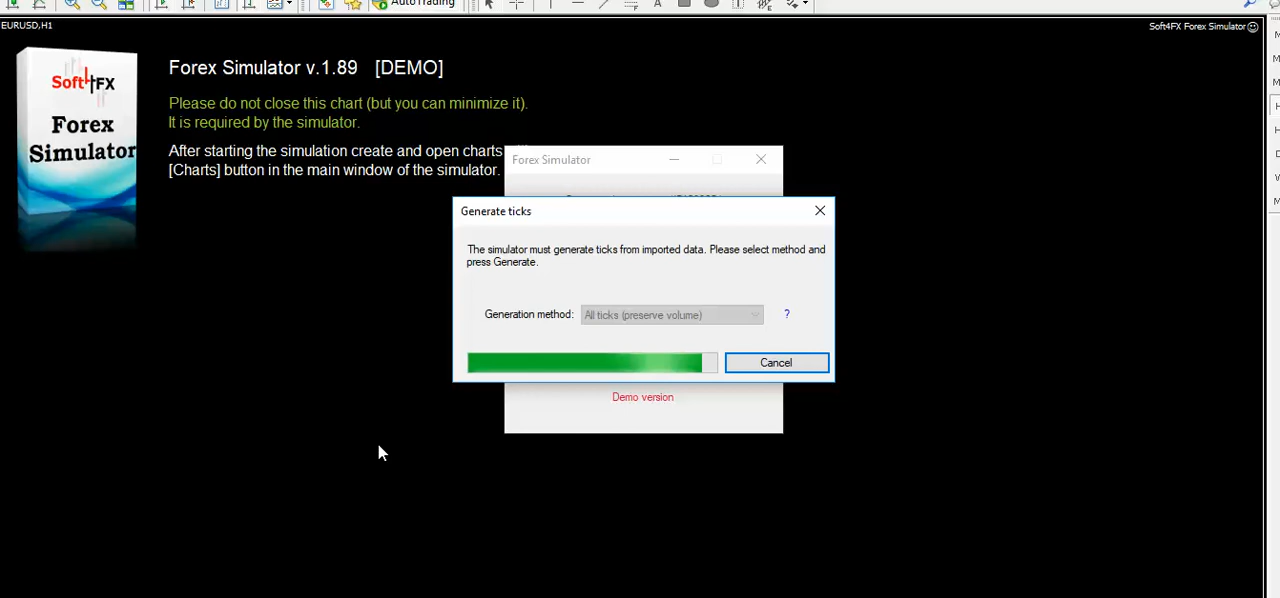 AutoTrading
EURUSD,H1
Soft4FX Forex Simulator
Soft4FX
Forex
Simulator
Forex Simulator v.1.89 [DEMO]
Please do not close this chart (but you can minimize it).
It is required by the simulator.
After starting the simulation create and open charts
[Charts] button in the main window of the simulator.
Forex Simulator
Generate ticks
The simulator must generate ticks from imported data. Please select method and
press Generate.
Generation method: All ticks (preserve volume) ?
Cancel
Demo version